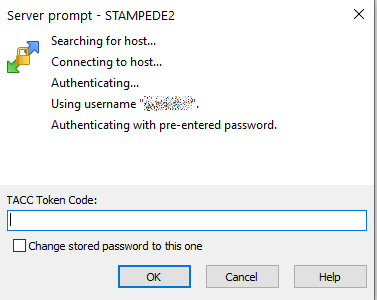 Server prompt - STAMPEDE2
Searching for host...
Connecting to host...
Authenticating...
Using username "".
Authenticating with pre-entered password.
TACC Token Code:
Change stored password to this one
OK
Cancel
Help